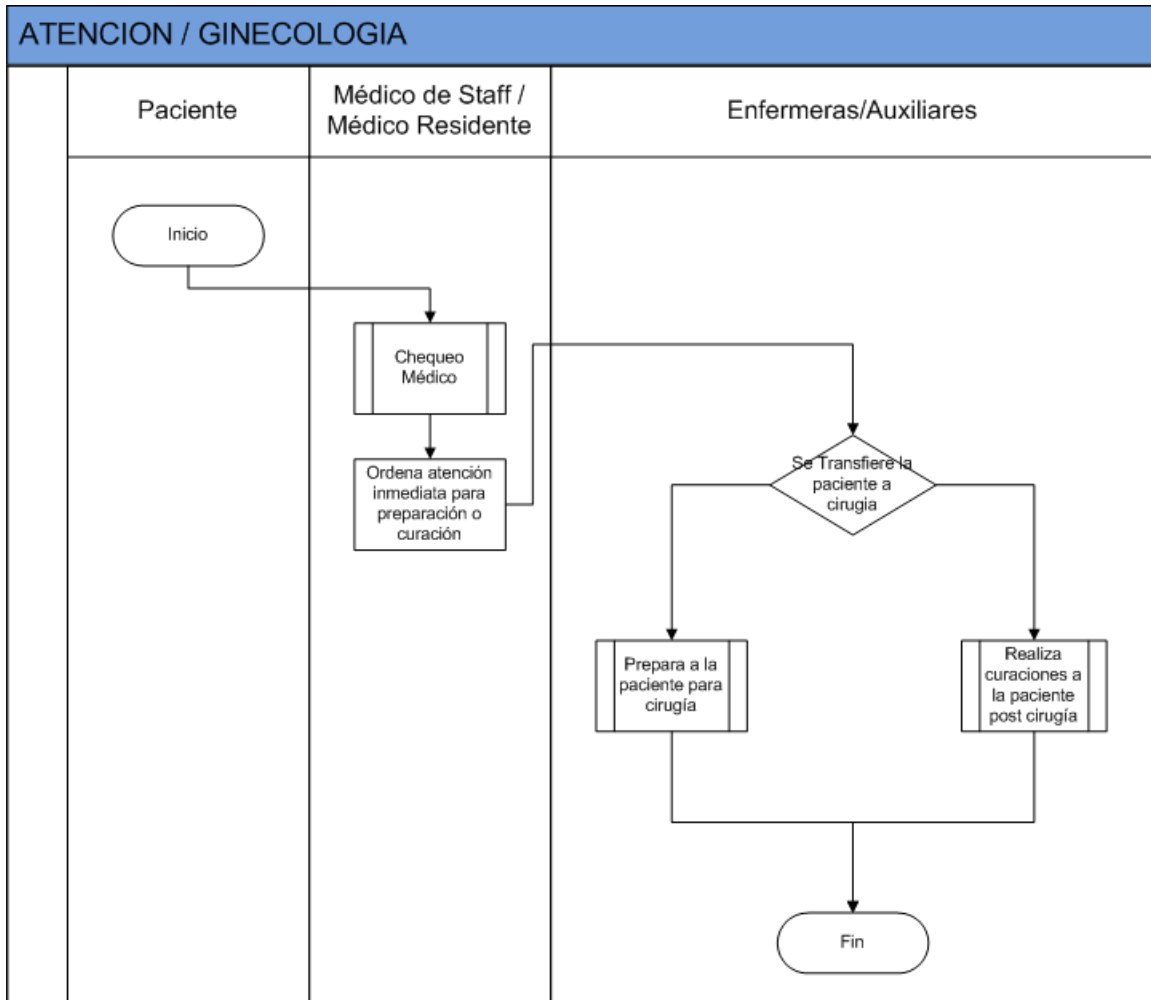 ATENCION / GINECOLOGIA
Paciente
Médico de Staff /
Médico Residente
Enfermeras/Auxiliares
Inicio
Chequeo
Médico
Ordena atención
inmediata para
preparación o
curación
Se Transfiere la
paciente a
cirugia
Prepara a la
paciente para
cirugía
Realiza
curaciones a
la paciente
post cirugía
Fin